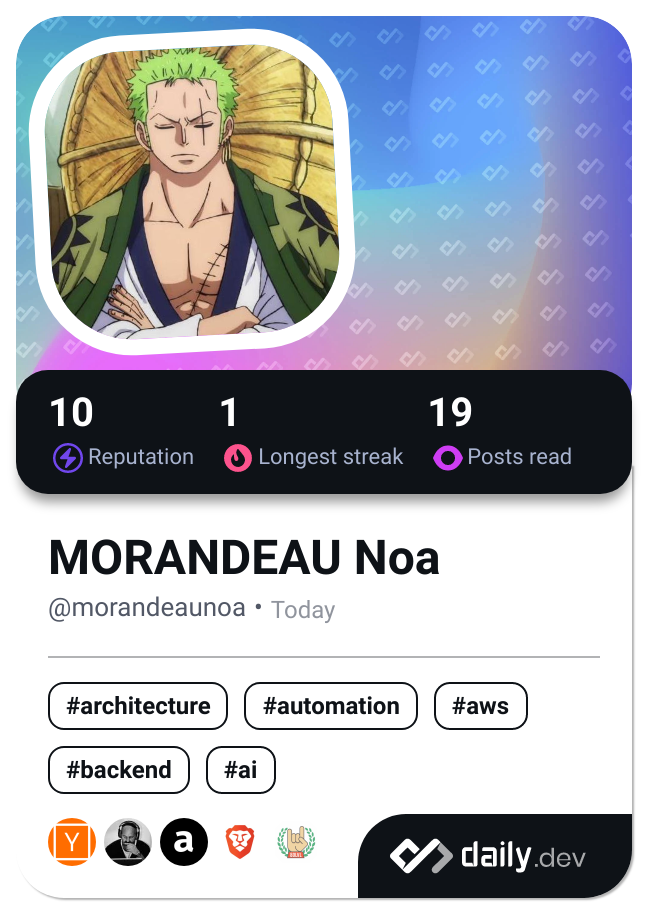 10 1 19
Reputation Longest streak Posts read
MORANDEAU Noa
@morandeaunoa • Today
#architecture #automation #aws
#backend #ai
Y a
daily.dev